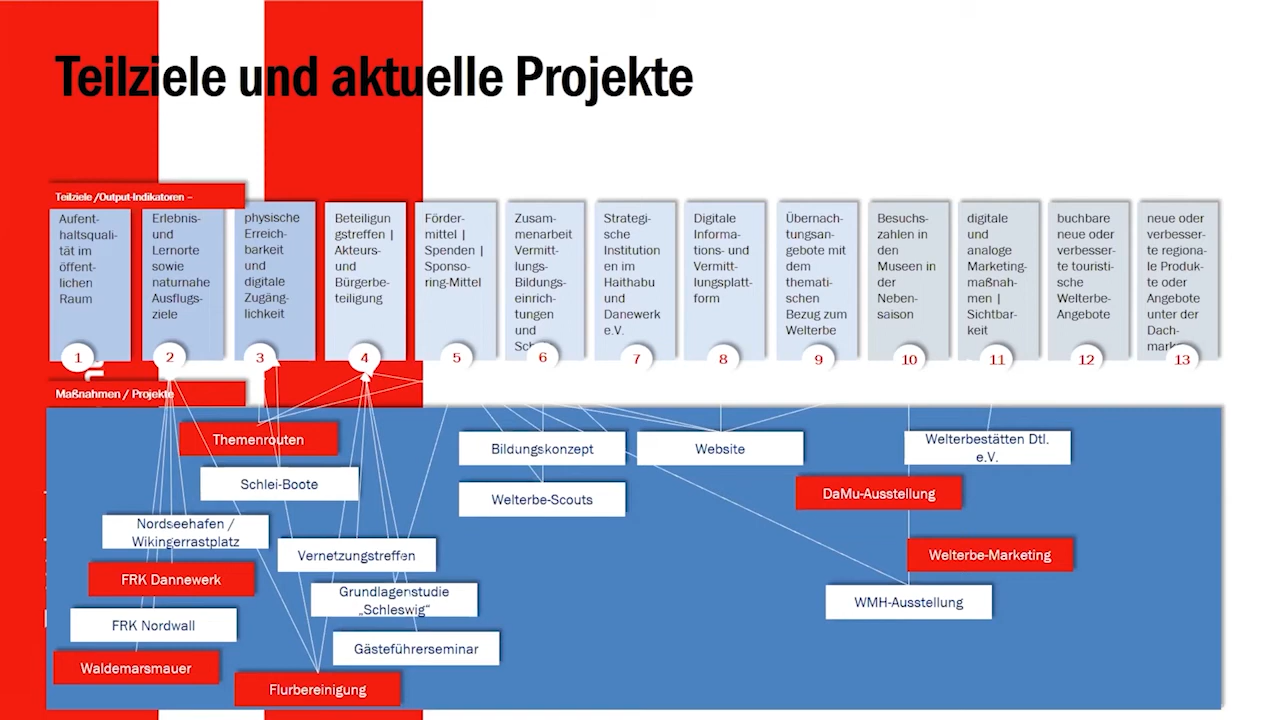 Teilziele und aktuelle Projekte
Teilziele /Output-Indikatoren –
Aufent-
haltsquali-
tät im
öffent-
lichen
Raum
1
Erlebnis-
und
Lernorte
sowie
naturnahe
Ausflugs-
ziele
2
physische
Erreich-
barkeit
und
digitale
Zugäng-
lichkeit
3
Beteiligun
gstreffen |
Akteurs-
und
Bürgerbe-
teiligung
4
Förder-
mittel |
Spenden |
Sponso-
ring-Mittel
5
Zusam-
menarbeit
Vermitt-
lungs-
Bildungs-
einrich-
tungen
und
6
Strategi-
sche
Institution
en im
Haithabu
und
Danewerk
e.V.
7
Digitale
Informa-
tions- und
Vermitt-
lungsplatt-
form
8
Übernach-
tungsan-
gebote mit
dem
themati-
schen
Bezug zum
Welterbe
9
Besuchs-
zahlen in
den
Museen in
der
Neben-
saison
10
digitale
und
analoge
Marketing-
maßnah-
men |
Sichtbar-
keit
11
buchbare
neue oder
verbesser-
te touristi-
sche
Welterbe-
Angebote
12
neue oder
verbesser-
te regiona-
le Produk-
te oder
Angebote
unter der
Dach-
13
Maßnahmen / Projekte
Themenrouten
Schlei-Boote
Nordseehafen /
Wikingerrastplatz
FRK Dannewerk
FRK Nordwall
Waldemarsmauer
Vernetzungstreffen
Grundlagenstudie
„Schleswig“
Gästeführerseminar
Flurbereinigung
Bildungskonzept
Welterbe-Scouts
Website
Welterbestätten Dtl.
e.V.
DaMu-Ausstellung
Welterbe-Marketing
WMH-Ausstellung